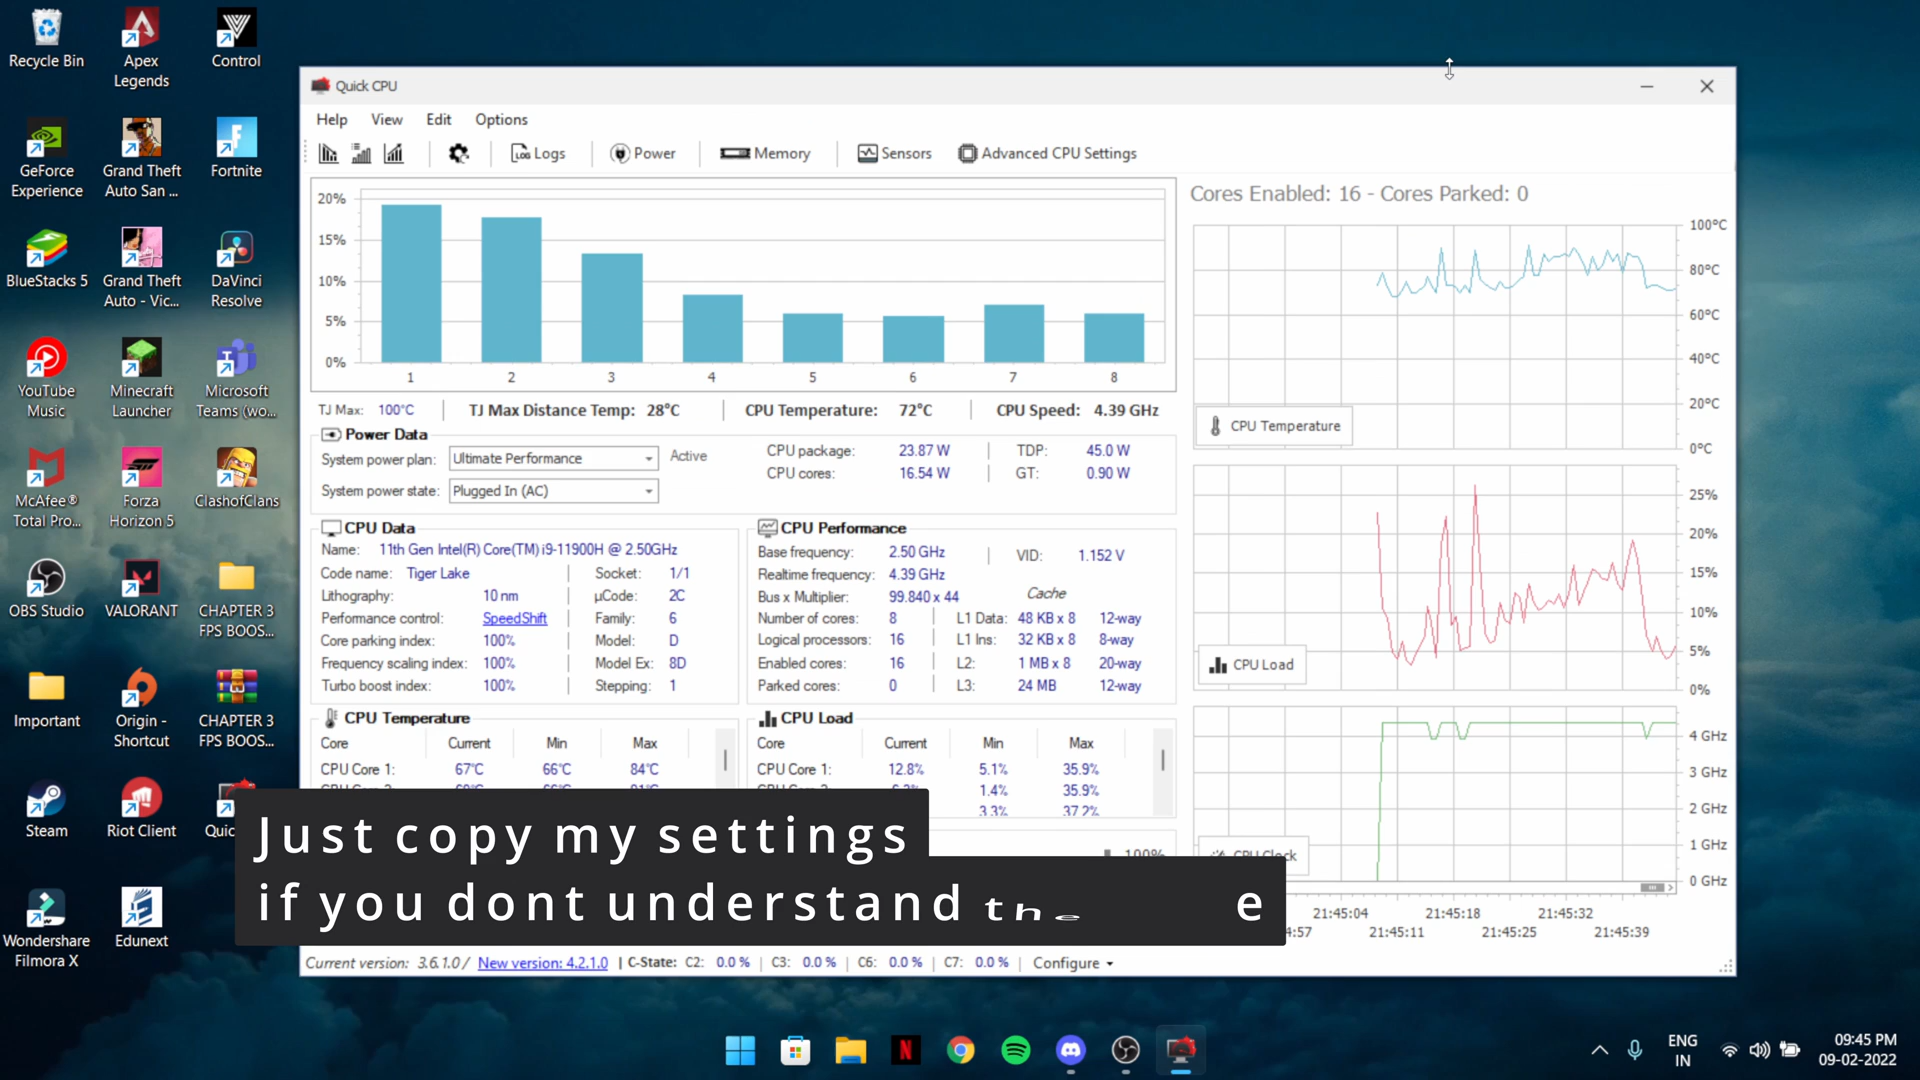 Recycle Bin
Apex
Legends
Control
GeForce
Experience
Grand Theft
Auto San ...
Fortnite
BlueStacks 5
Grand Theft
Auto - Vic...
DaVinci
Resolve
YouTube
Music
Minecraft
Launcher
Microsoft
Teams (wo...
McAfee®
Total Pro...
Forza
Horizon 5
ClashofClans
OBS Studio
VALORANT
CHAPTER 3
FPS BOOS...
Important
Origin -
Shortcut
CHAPTER 3
FPS BOOS...
Steam
Riot Client
Quic
Wondershare
Filmora X
Edunext
Quick CPU
Help View Edit Options
Logs Power Memory Sensors Advanced CPU Settings
20%
15%
10%
5%
0%
1 2 3 4 5 6 7 8
TJ Max: 100°C TJ Max Distance Temp: 28°C CPU Temperature: 72°C CPU Speed: 4.39 GHz
Power Data
System power plan: Ultimate Performance Active
System power state: Plugged In (AC)
CPU package: 23.87 W TDP: 45.0 W
CPU cores: 16.54 W GT: 0.90 W
CPU Data
Name: 11th Gen Intel(R) Core(TM) i9-11900H @ 2.50GHz
Code name: Tiger Lake Socket: 1/1
Lithography: 10 nm µCode: 2C
Performance control: SpeedShift Family: 6
Core parking index: 100% Model: D
Frequency scaling index: 100% Model Ex: 8D
Turbo boost index: 100% Stepping: 1
CPU Performance
Base frequency: 2.50 GHz VID: 1.152 V
Realtime frequency: 4.39 GHz
Bus x Multiplier: 99.840 x 44 Cache
Number of cores: 8 L1 Data: 48 KB x 8 12-way
Logical processors: 16 L1 Ins: 32 KB x 8 8-way
Enabled cores: 16 L2: 1 MB x 8 20-way
Parked cores: 0 L3: 24 MB 12-way
CPU Temperature
Core Current Min Max
CPU Core 1: 67°C 66°C 84°C
CPU Load
Core Current Min Max
CPU Core 1: 12.8% 5.1% 35.9%
1.4% 35.9%
3.3% 37.2%
100%
Cores Enabled: 16 - Cores Parked: 0
100°C
80°C
60°C
40°C
20°C
0°C
CPU Temperature
25%
20%
15%
10%
5%
0%
CPU Load
4 GHz
3 GHz
2 GHz
1 GHz
0 GHz
CPU Clock
21:45:04 21:45:18 21:45:32
4:57 21:45:11 21:45:25 21:45:39
Just copy my settings
if you dont understand the e
Current version: 3.6.1.0/ New version: 4.2.1.0 | C-State: C2: 0.0 % | C3: 0.0 % | C6: 0.0 % | C7: 0.0 % | Configure
ENG
IN
09:45 PM
09-02-2022